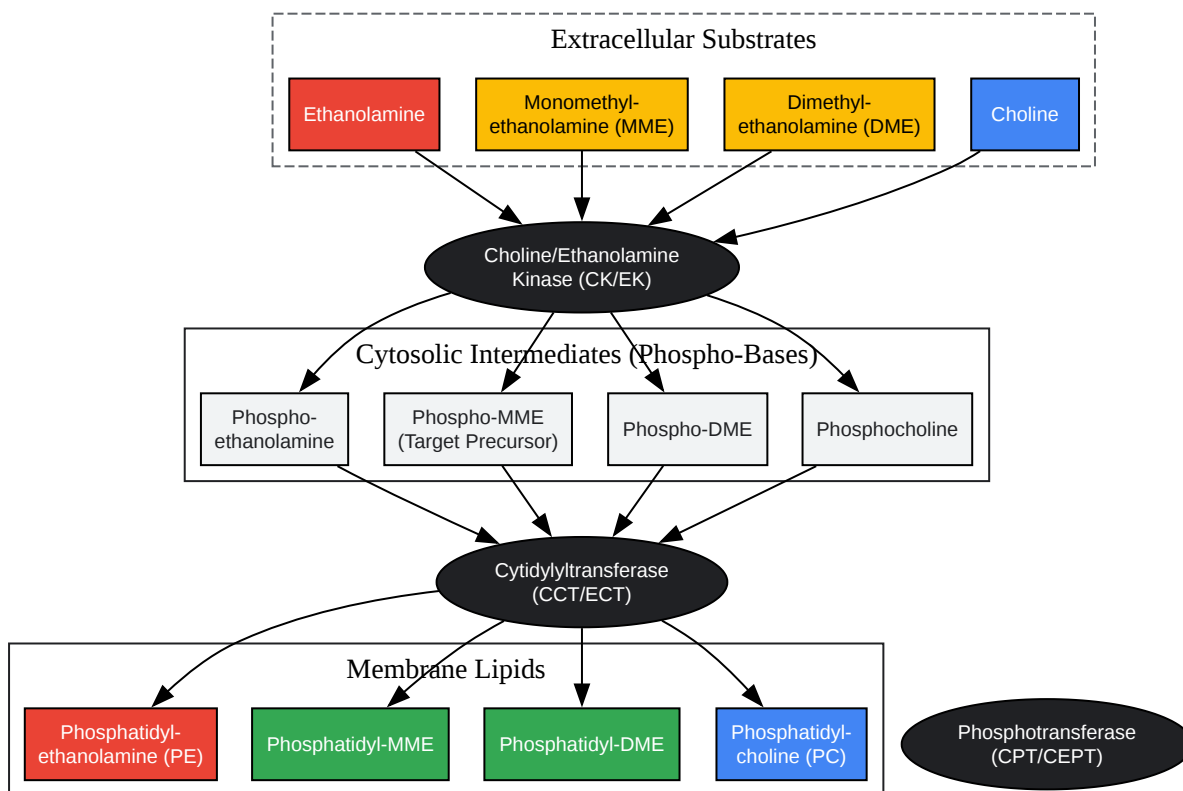 Extracellular Substrates
Ethanolamine
Monomethyl-
ethanolamine (MME)
Dimethyl-
ethanolamine (DME)
Choline
Choline/Ethanolamine
Kinase (CK/EK)
Cytosolic Intermediates (Phospho-Bases)
Phospho-
ethanolamine
Phospho-MME
(Target Precursor)
Phospho-DME
Phosphocholine
Cytidylyltransferase
(CCT/ECT)
Membrane Lipids
Phosphatidyl-
ethanolamine (PE)
Phosphatidyl-MME
Phosphatidyl-DME
Phosphatidyl-
choline (PC)
Phosphotransferase
(CPT/CEPT)